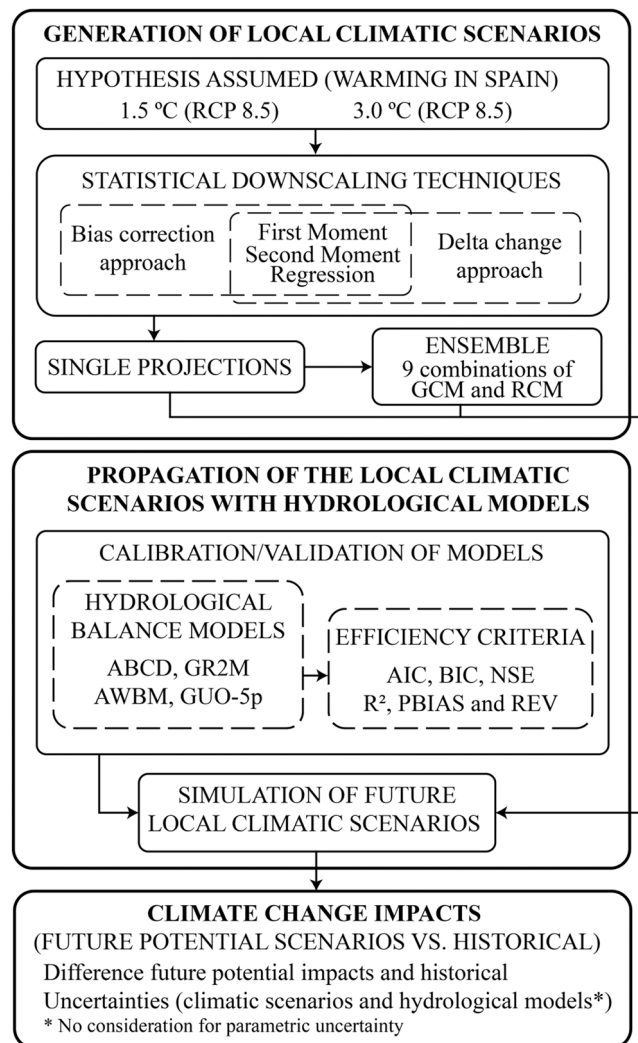 GENERATION OF LOCAL CLIMATIC SCENARIOS
HYPOTHESIS ASSUMED (WARMING IN SPAIN)
1.5 ºC (RCP 8.5) 3.0 ºC (RCP 8.5)
STATISTICAL DOWNSCALING TECHNIQUES
Bias correction
approach
First Moment
Second Moment
Regression
Delta change
approach
SINGLE PROJECTIONS
ENSEMBLE
9 combinations of
GCM and RCM
PROPAGATION OF THE LOCAL CLIMATIC
SCENARIOS WITH HYDROLOGICAL MODELS
CALIBRATION/VALIDATION OF MODELS
HYDROLOGICAL
BALANCE MODELS
ABCD, GR2M
AWBM, GUO-5p
EFFICIENCY CRITERIA
AIC, BIC, NSE
R², PBIAS and REV
SIMULATION OF FUTURE
LOCAL CLIMATIC SCENARIOS
CLIMATE CHANGE IMPACTS
(FUTURE POTENTIAL SCENARIOS VS. HISTORICAL)
Difference future potential impacts and historical
Uncertainties (climatic scenarios and hydrological models*)
* No consideration for parametric uncertainty